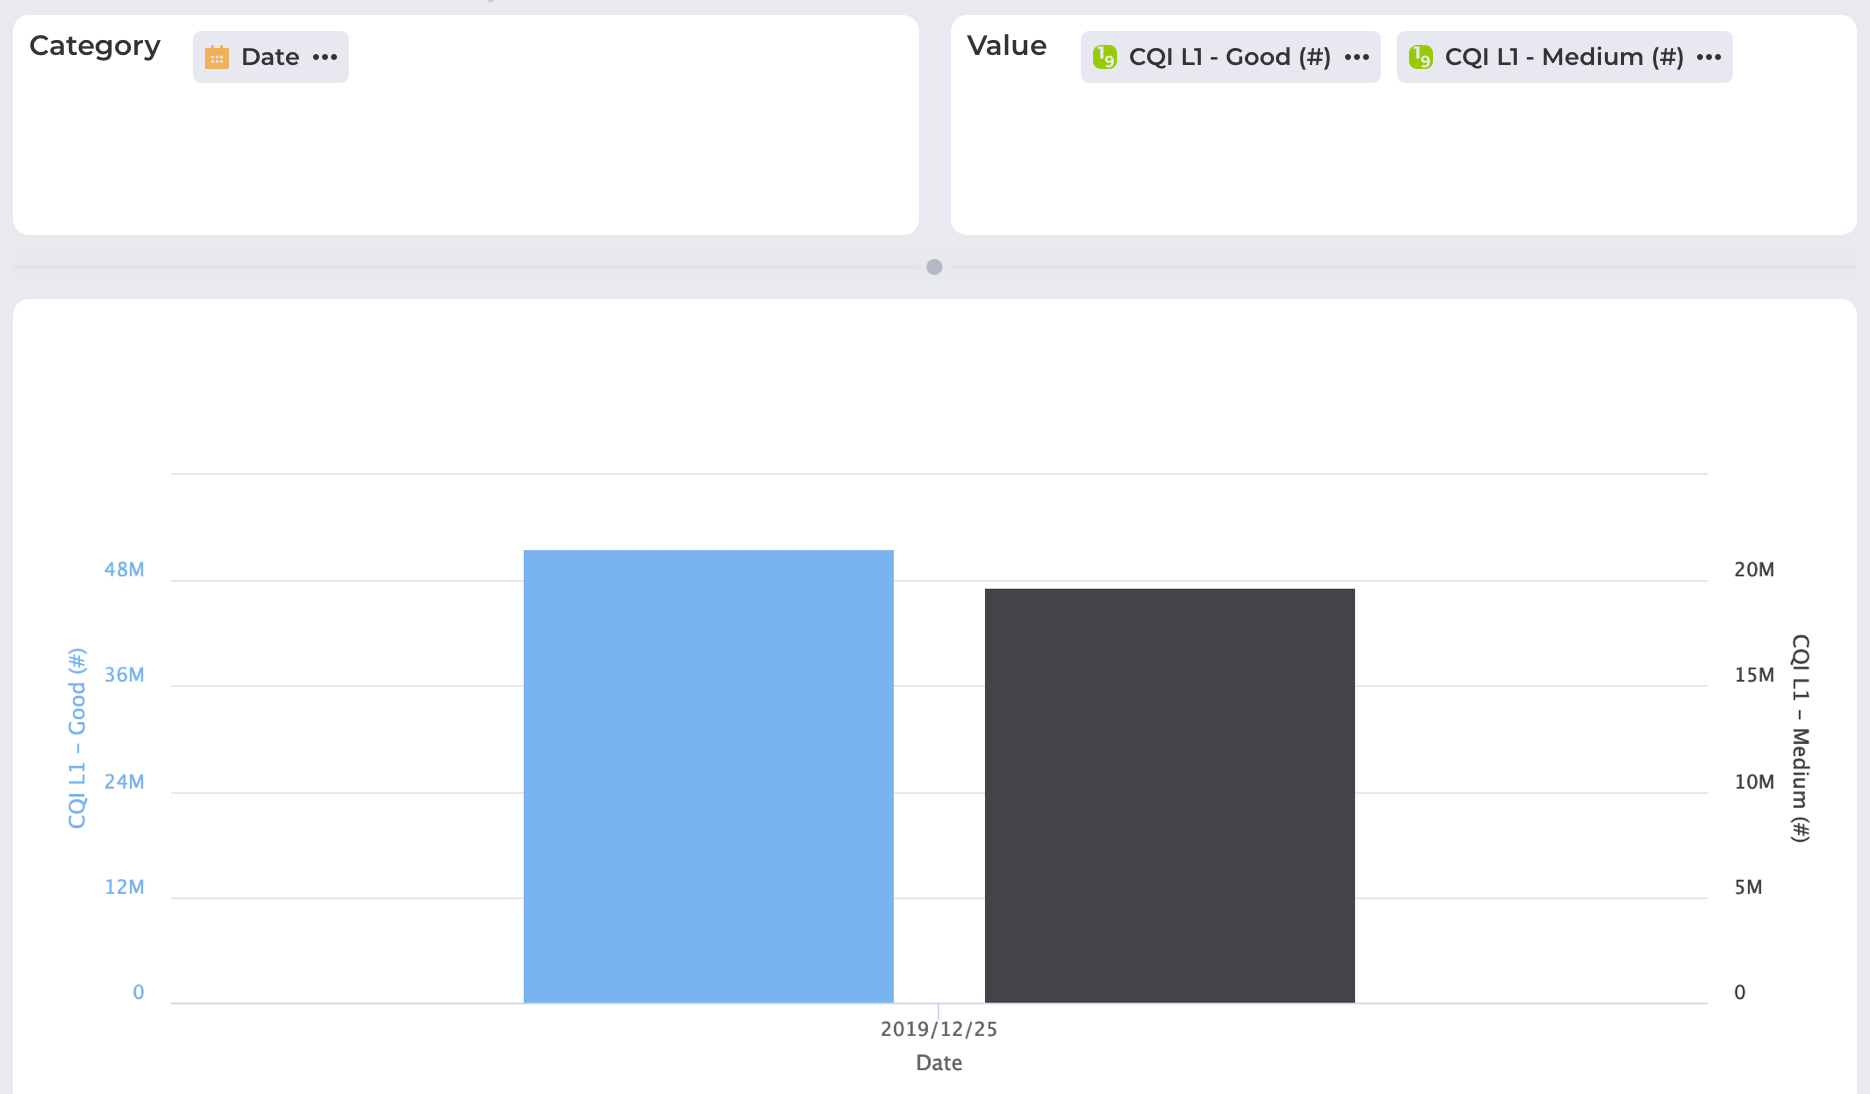 Category
Date •••
Value
CQI L1 - Good (#) •••
CQI L1 - Medium (#) •••
48M
36M
24M
12M
0
CQI L1 – Good (#)
20M
15M
10M
5M
0
CQI L1 – Medium (#)
2019/12/25
Date